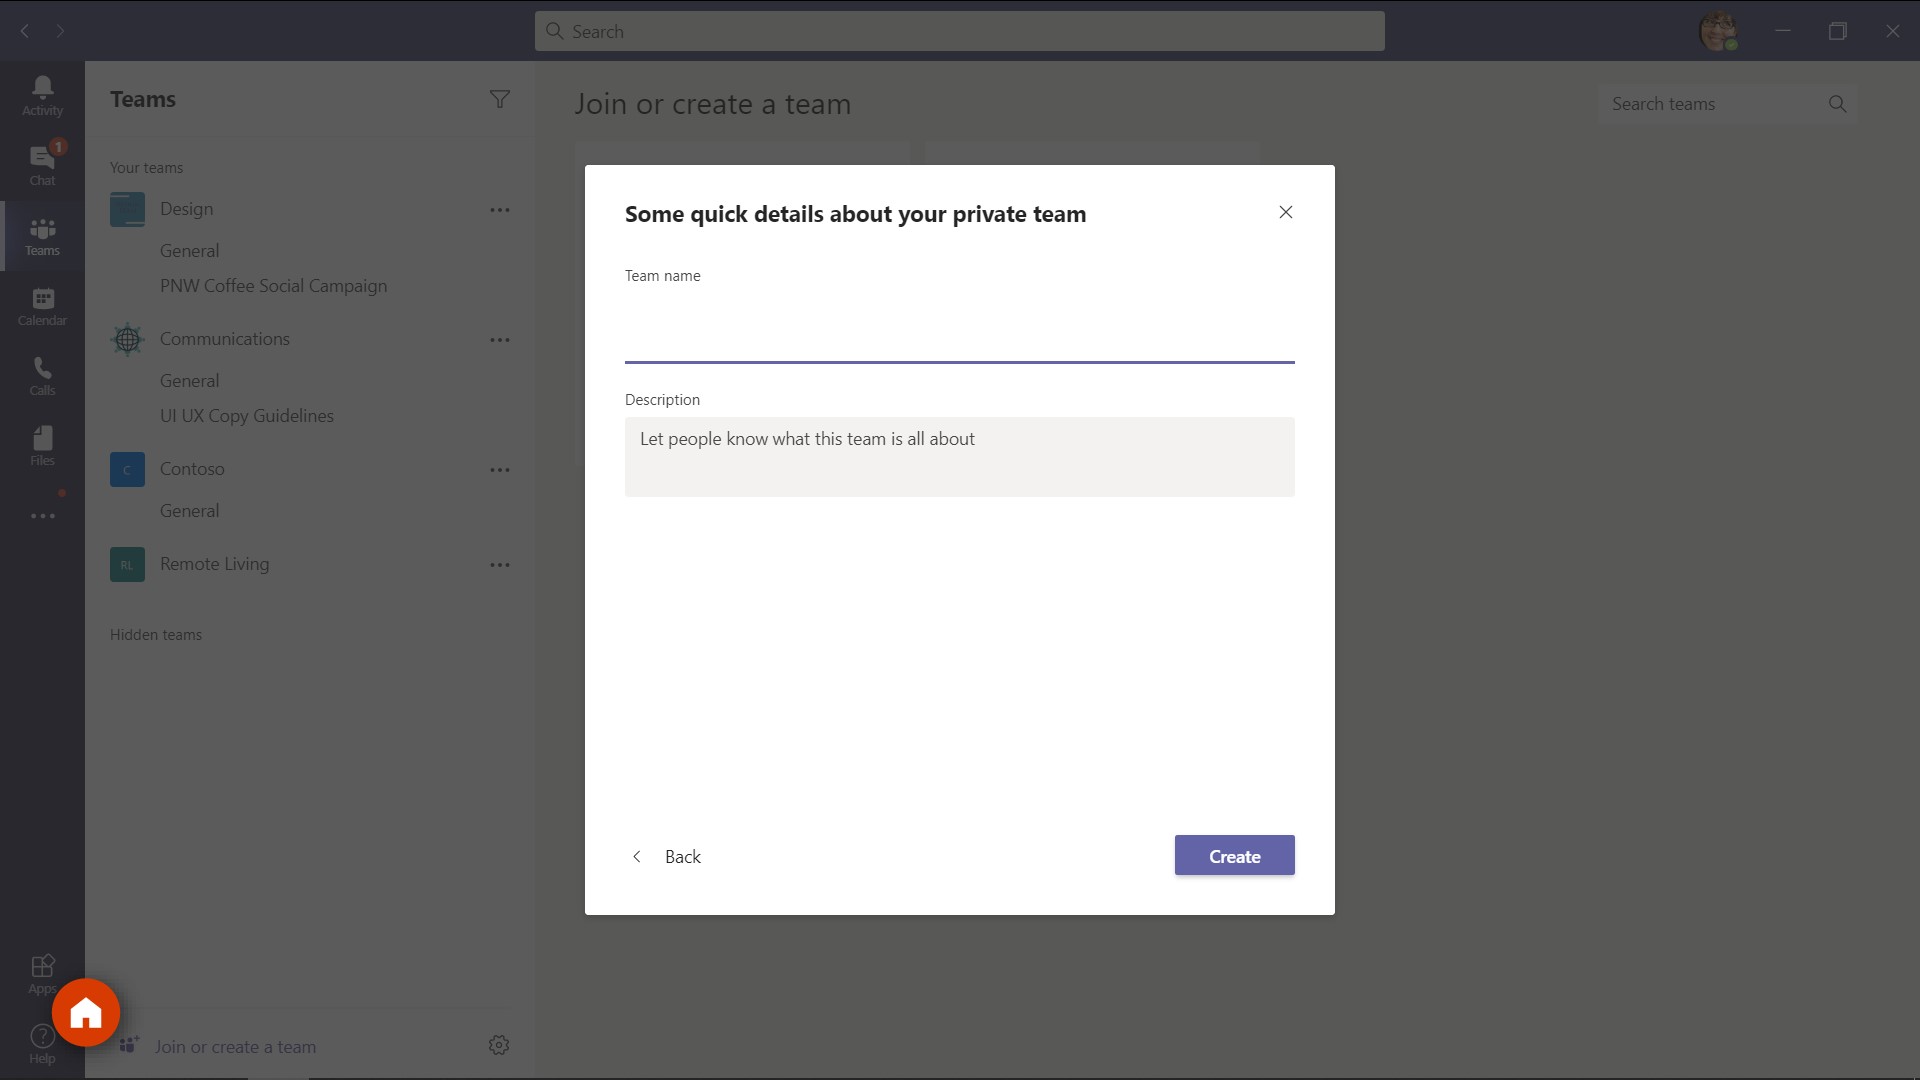 Search
Activity
Chat
1
Teams
Calendar
Calls
Files
Apps
Help
Teams
Your teams
Design
General
PNW Coffee Social Campaign
Communications
General
UI UX Copy Guidelines
C
Contoso
General
RL
Remote Living
Hidden teams
Join or create a team
Join or create a team
Search teams
Some quick details about your private team
Team name
Description
Let people know what this team is all about
Back
Create